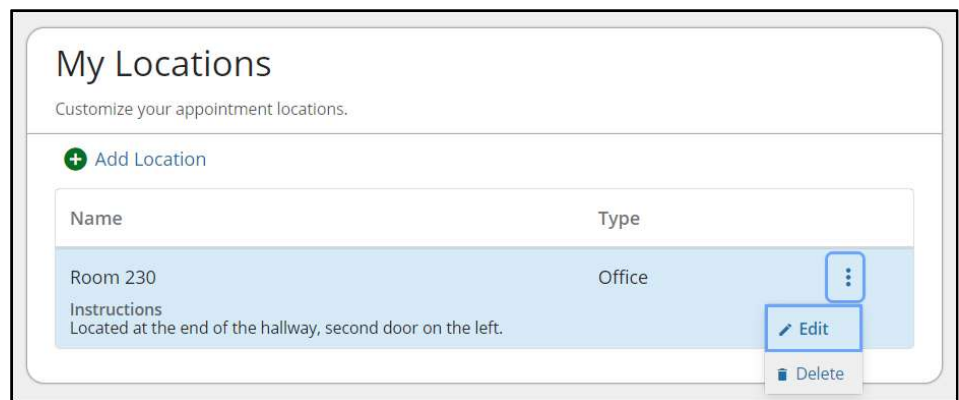 My Locations
Customize your appointment locations.
Add Location
Name Type
Room 230 Office
Instructions
Located at the end of the hallway, second door on the left.
Edit
Delete